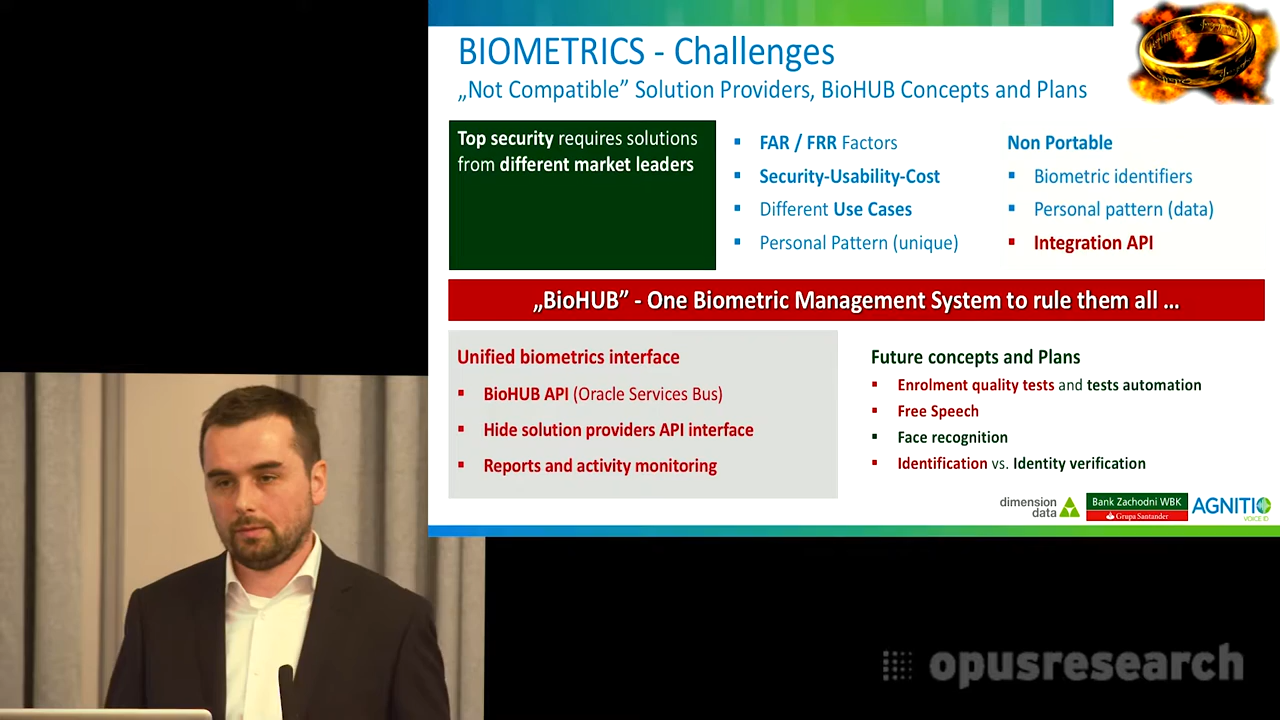 BIOMETRICS - Challenges
„Not Compatible” Solution Providers, BioHUB Concepts and Plans
Top security requires solutions
from different market leaders
FAR / FRR Factors
Security-Usability-Cost
Different Use Cases
Personal Pattern (unique)
Non Portable
Biometric identifiers
Personal pattern (data)
Integration API
„BioHUB” - One Biometric Management System to rule them all ...
Unified biometrics interface
BioHUB API (Oracle Services Bus)
Hide solution providers API interface
Reports and activity monitoring
Future concepts and Plans
Enrolment quality tests and tests automation
Free Speech
Face recognition
Identification vs. Identity verification
dimension
data
Bank Zachodni WBK
Grupa Santander
AGNITIO
VOICE ID
opusresearch